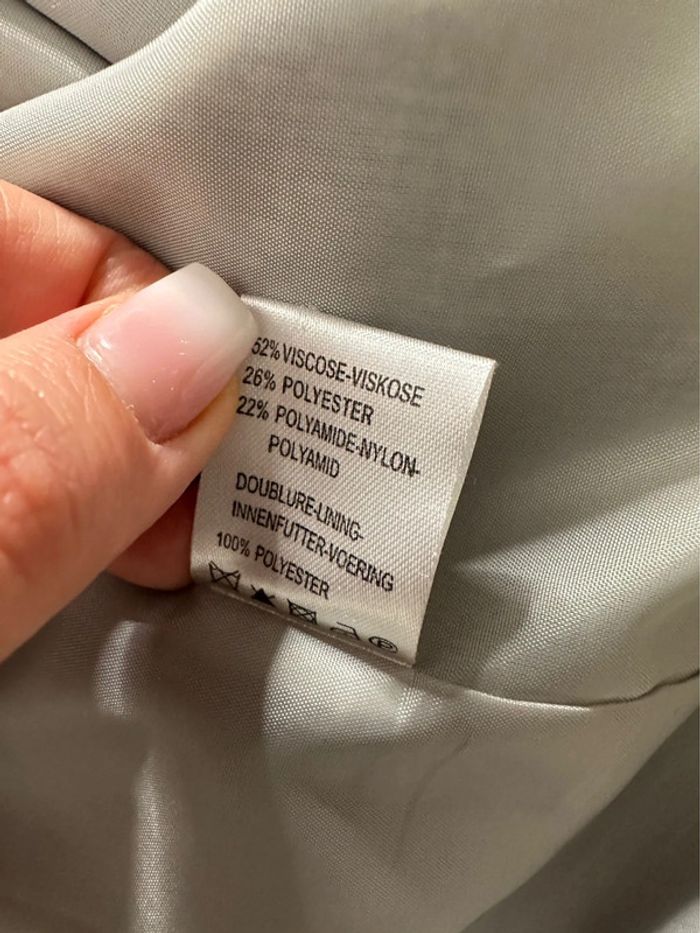 52% VISCOSE-VISKOSE
26% POLYESTER
22% POLYAMIDE-NYLON-
POLYAMID
DOUBLURE-LINING-
INNENFUTTER-VOERING
100% POLYESTER
P